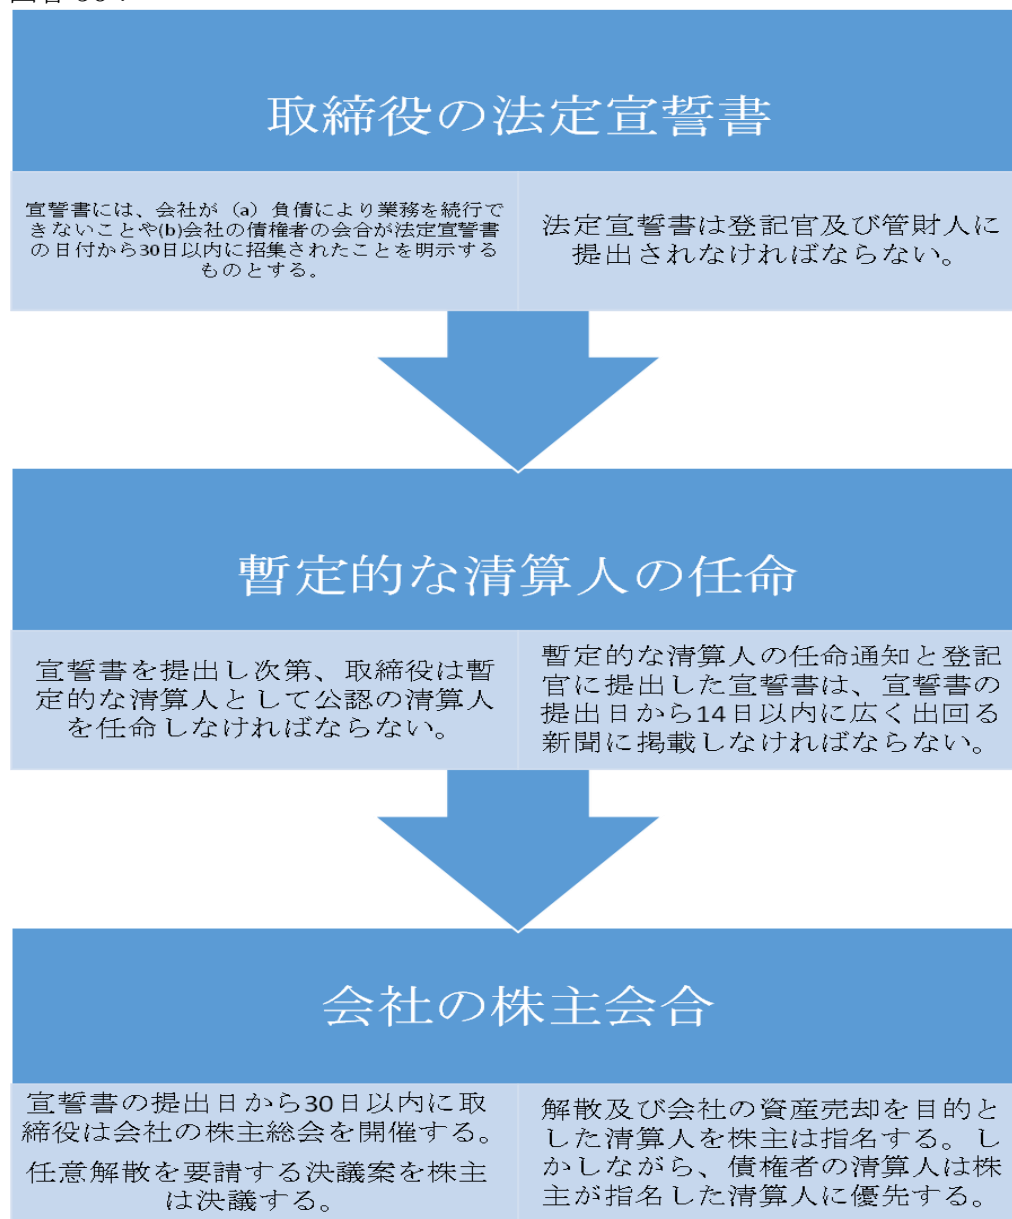 取締役の法定宣誓書
宣誓書には、会社が（a）負債により業務を続行で
きないことや(b)会社の債権者の会合が法定宣誓書
の日付から30日以内に招集されたことを明示する
ものとする。
法定宣誓書は登記官及び管財人に
提出されなければならない。
暫定的な清算人の任命
宣誓書を提出し次第、取締役は暫
定的な清算人として公認の清算人
を任命しなければならない。
暫定的な清算人の任命通知と登記
官に提出した宣誓書は、宣誓書の
提出日から14日以内に広く出回る
新聞に掲載しなければならない。
会社の株主会合
宣誓書の提出日から30日以内に取
締役は会社の株主総会を開催する。
任意解散を要請する決議案を株主
は決議する。
解散及び会社の資産売却を目的と
した清算人を株主は指名する。し
かしながら、債権者の清算人は株
主が指名した清算人に優先する。